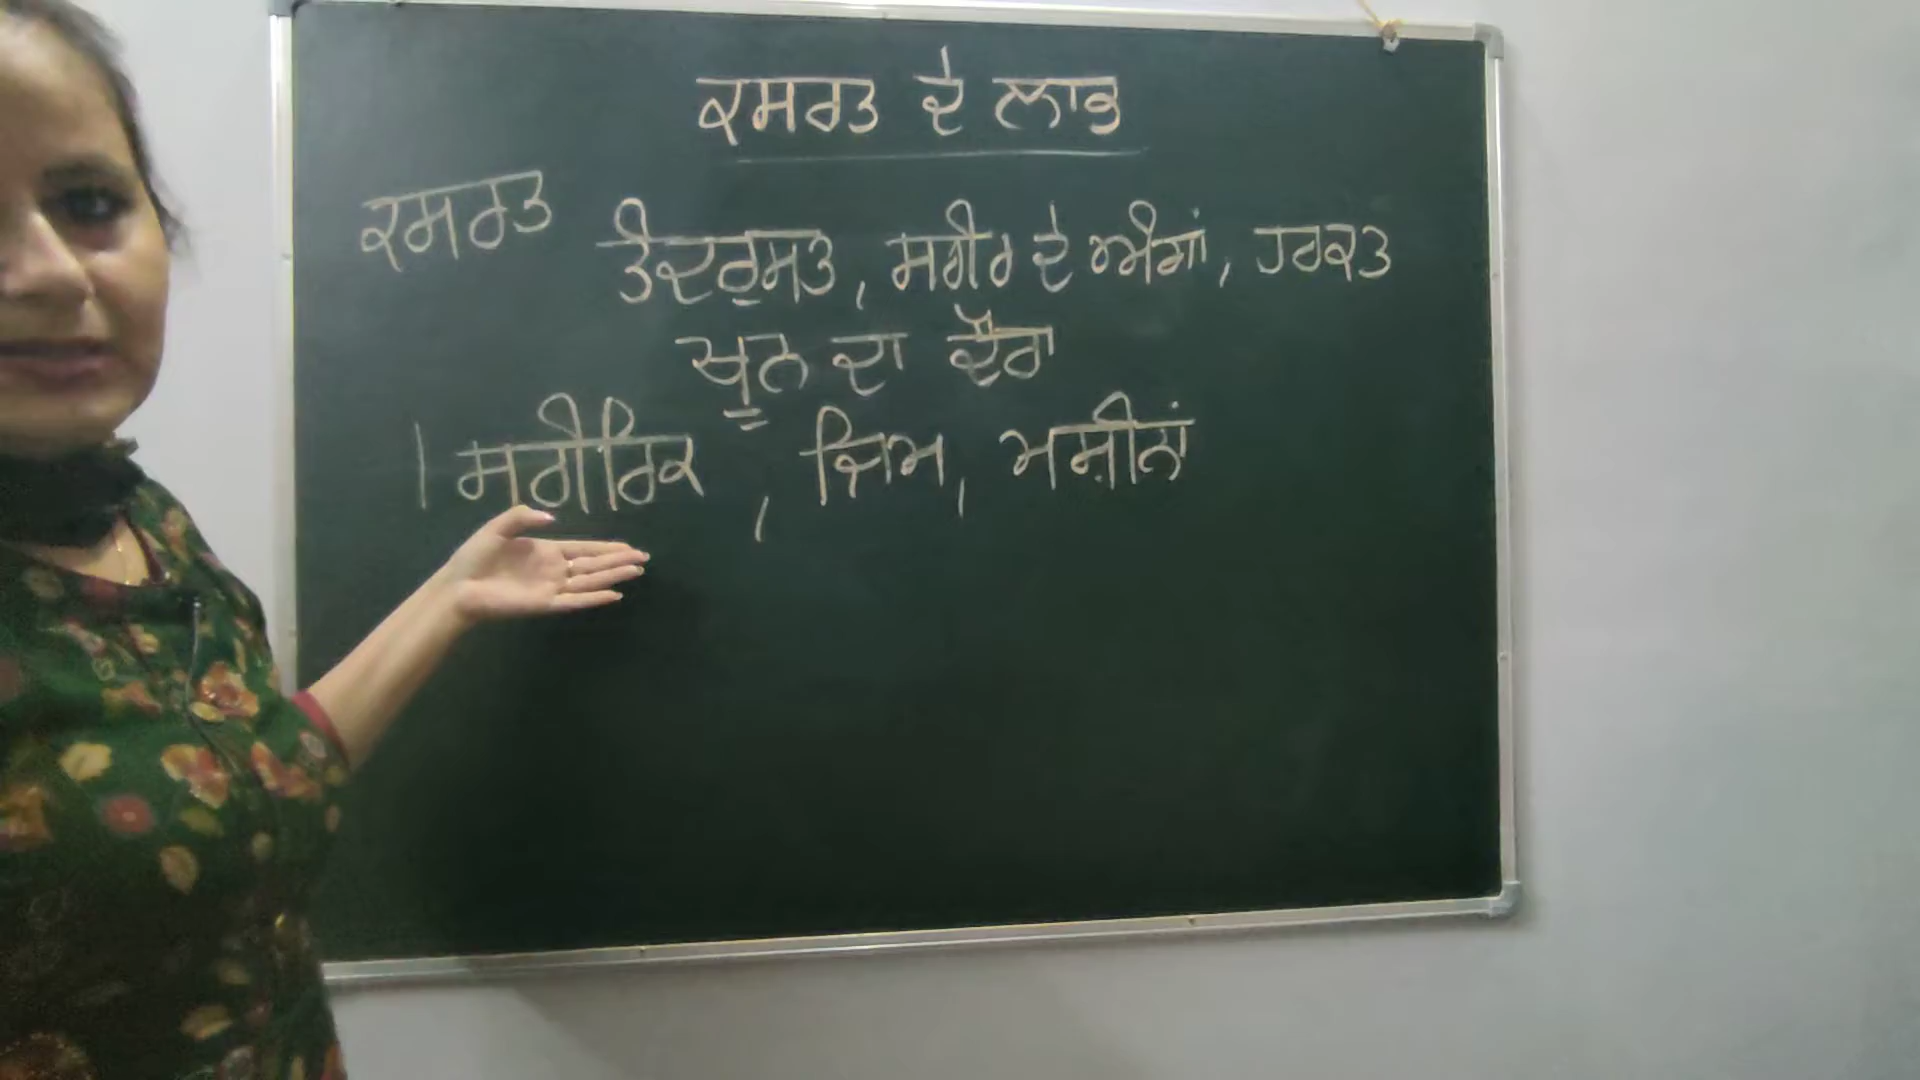 ਕਸਰਤ ਦੇ ਲਾਭ
ਕਸਰਤ
ਤੰਦਰੁਸਤ, ਸਰੀਰ ਦੇ ਅੰਗਾਂ, ਹਰਕਤ
ਖੂਨ ਦਾ ਦੌਰਾ
। ਸਰੀਰਿਕ, ਜਿਮ, ਮਸ਼ੀਨਾਂ